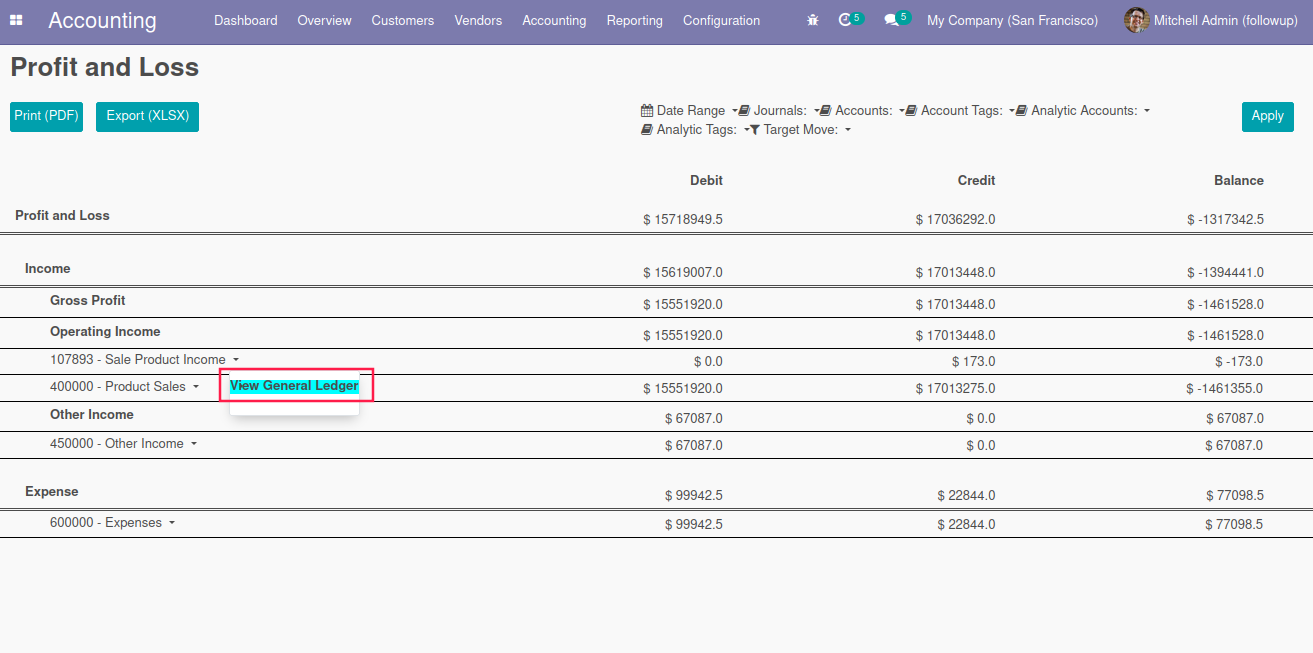 Accounting Dashboard Overview Customers Vendors Accounting Reporting Configuration 5 5 My Company (San Francisco) Mitchell Admin (followup)
Profit and Loss
Print (PDF) Export (XLSX) Date Range Journals: Accounts: Account Tags: Analytic Accounts: Apply
Analytic Tags: Target Move:
Debit Credit Balance
Profit and Loss $ 15718949.5 $ 17036292.0 $ -1317342.5
Income $ 15619007.0 $ 17013448.0 $ -1394441.0
Gross Profit $ 15551920.0 $ 17013448.0 $ -1461528.0
Operating Income $ 15551920.0 $ 17013448.0 $ -1461528.0
107893 - Sale Product Income $ 0.0 $ 173.0 $ -173.0
400000 - Product Sales View General Ledger $ 15551920.0 $ 17013275.0 $ -1461355.0
Other Income $ 67087.0 $ 0.0 $ 67087.0
450000 - Other Income $ 67087.0 $ 0.0 $ 67087.0
Expense $ 99942.5 $ 22844.0 $ 77098.5
600000 - Expenses $ 99942.5 $ 22844.0 $ 77098.5